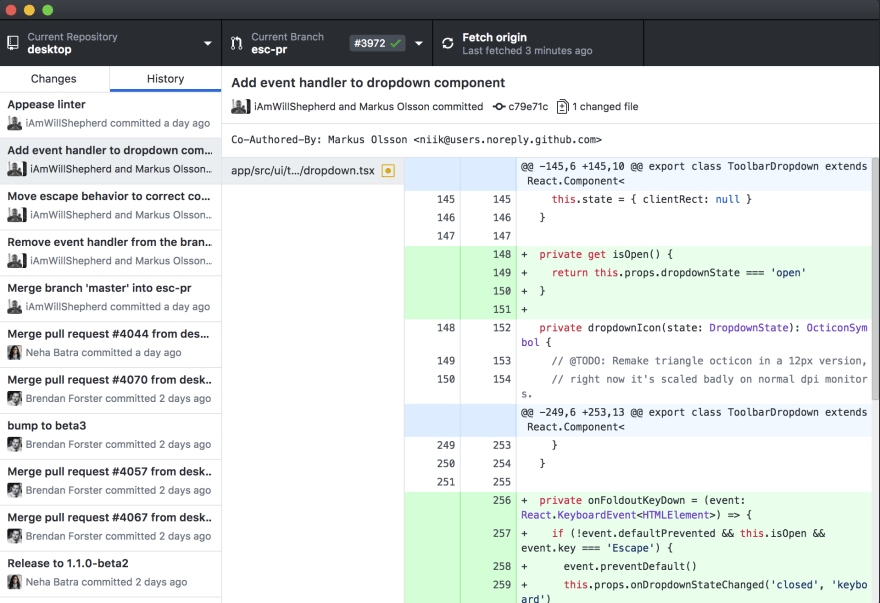 Current Repository
desktop
Current Branch
esc-pr
#3972
Fetch origin
Last fetched 3 minutes ago
Changes
History
Appease linter
iAmWillShepherd committed a day ago
Add event handler to dropdown com...
iAmWillShepherd and Markus Olsson...
Move escape behavior to correct co...
iAmWillShepherd and Markus Olsson...
Remove event handler from the bran...
iAmWillShepherd and Markus Olsson...
Merge branch 'master' into esc-pr
iAmWillShepherd committed a day ago
Merge pull request #4044 from des...
Neha Batra committed a day ago
Merge pull request #4070 from desk...
Brendan Forster committed 2 days ago
bump to beta3
Brendan Forster committed 2 days ago
Merge pull request #4057 from desk...
Brendan Forster committed 2 days ago
Merge pull request #4067 from desk...
Brendan Forster committed 2 days ago
Release to 1.1.0-beta2
Neha Batra committed 2 days ago
Add event handler to dropdown component
iAmWillShepherd and Markus Olsson committed c79e71c 1 changed file
Co-Authored-By: Markus Olsson <niik@users.noreply.github.com>
app/src/ui/t.../dropdown.tsx
@@ -145,6 +145,10 @@ export class ToolbarDropdown extends
React.Component<
145 145 this.state = { clientRect: null }
146 146 }
147 147
148 + private get isOpen() {
149 + return this.props.dropdownState === 'open'
150 + }
151 +
148 152 private dropdownIcon(state: DropdownState): OcticonSym
bol {
149 153 // @TODO: Remake triangle octicon in a 12px version,
150 154 // right now it's scaled badly on normal dpi monitor
s.
@@ -249,6 +253,13 @@ export class ToolbarDropdown extends
React.Component<
249 253 }
250 254 }
251 255
256 + private onFoldoutKeyDown = (event:
React.KeyboardEvent<HTMLElement>) => {
257 + if (!event.defaultPrevented && this.isOpen &&
event.key === 'Escape') {
258 + event.preventDefault()
259 + this.props.onDropdownStateChanged('closed', 'keybo
ard')